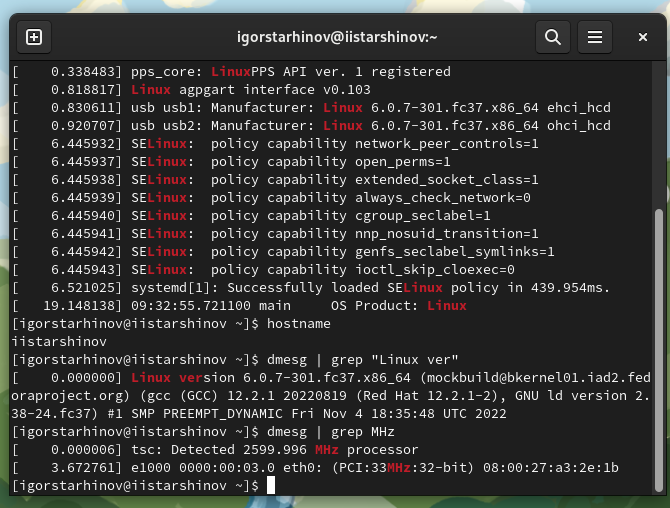 igorstarhinov@iistarshinov:~
[    0.338483] pps_core: LinuxPPS API ver. 1 registered
[    0.818817] Linux agpgart interface v0.103
[    0.830611] usb usb1: Manufacturer: Linux 6.0.7-301.fc37.x86_64 ehci_hcd
[    0.920707] usb usb2: Manufacturer: Linux 6.0.7-301.fc37.x86_64 ohci_hcd
[    6.445932] SELinux:  policy capability network_peer_controls=1
[    6.445937] SELinux:  policy capability open_perms=1
[    6.445938] SELinux:  policy capability extended_socket_class=1
[    6.445939] SELinux:  policy capability always_check_network=0
[    6.445940] SELinux:  policy capability cgroup_seclabel=1
[    6.445941] SELinux:  policy capability nnp_nosuid_transition=1
[    6.445942] SELinux:  policy capability genfs_seclabel_symlinks=1
[    6.445943] SELinux:  policy capability ioctl_skip_cloexec=0
[    6.521025] systemd[1]: Successfully loaded SELinux policy in 439.954ms.
[   19.148138] 09:32:55.721100 main     OS Product: Linux
[igorstarhinov@iistarshinov ~]$ hostname
iistarshinov
[igorstarhinov@iistarshinov ~]$ dmesg | grep "Linux ver"
[    0.000000] Linux version 6.0.7-301.fc37.x86_64 (mockbuild@bkernel01.iad2.fed
oraproject.org) (gcc (GCC) 12.2.1 20220819 (Red Hat 12.2.1-2), GNU ld version 2.
38-24.fc37) #1 SMP PREEMPT_DYNAMIC Fri Nov 4 18:35:48 UTC 2022
[igorstarhinov@iistarshinov ~]$ dmesg | grep MHz
[    0.000006] tsc: Detected 2599.996 MHz processor
[    3.672761] e1000 0000:00:03.0 eth0: (PCI:33MHz:32-bit) 08:00:27:a3:2e:1b
[igorstarhinov@iistarshinov ~]$